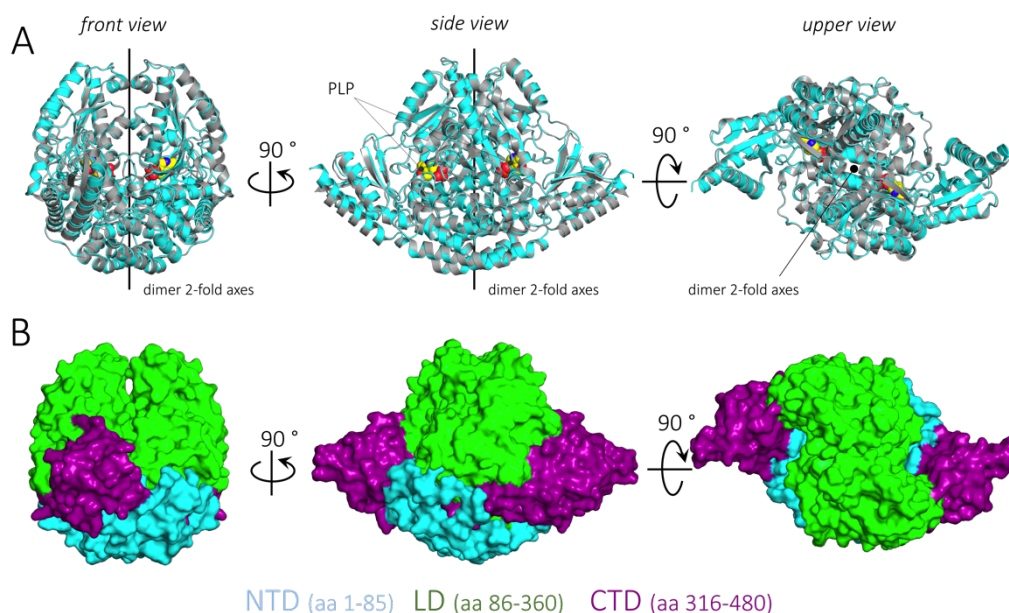 front view
side view
upper view
A
PLP
90 °
90 °
dimer 2-fold axes
dimer 2-fold axes
dimer 2-fold axes
B
90 °
90 °
NTD (aa 1-85) LD (aa 86-360) CTD (aa 316-480)